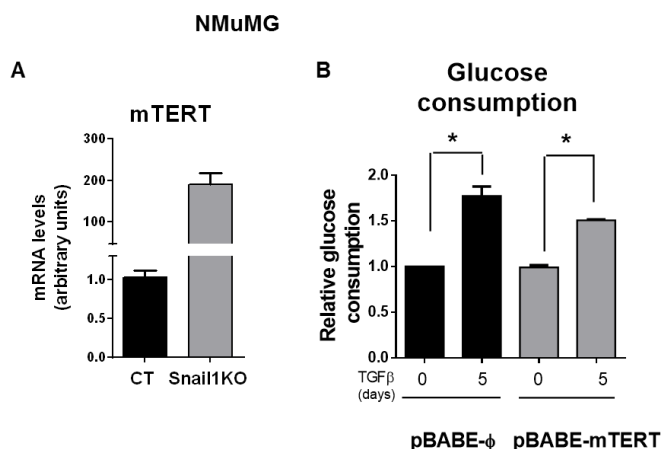 NMuMG
A
mTERT
mRNA levels
(arbitrary units)
300
200
100
1.0
0.5
0.0
CT Snail1KO
B
Glucose
consumption
* *
Relative glucose
consumption
2.0
1.5
1.0
0.5
0.0
TGFβ 0 5 0 5
(days)
pBABE-ϕ pBABE-mTERT